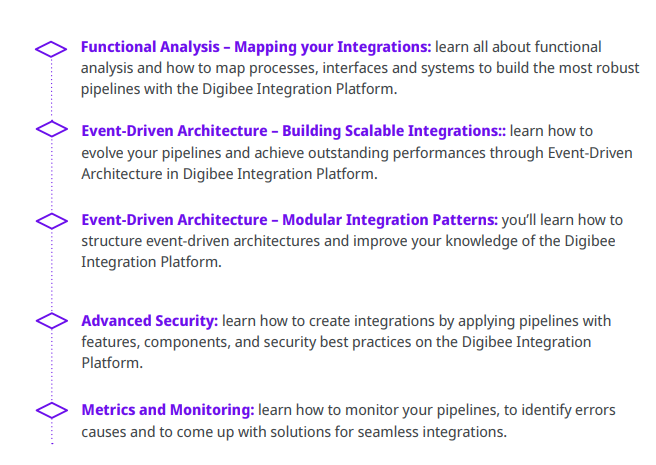 Functional Analysis – Mapping your Integrations: learn all about functional
analysis and how to map processes, interfaces and systems to build the most robust
pipelines with the Digibee Integration Platform.
Event-Driven Architecture – Building Scalable Integrations:: learn how to
evolve your pipelines and achieve outstanding performances through Event-Driven
Architecture in Digibee Integration Platform.
Event-Driven Architecture – Modular Integration Patterns: you’ll learn how to
structure event-driven architectures and improve your knowledge of the Digibee
Integration Platform.
Advanced Security: learn how to create integrations by applying pipelines with
features, components, and security best practices on the Digibee Integration
Platform.
Metrics and Monitoring: learn how to monitor your pipelines, to identify errors
causes and to come up with solutions for seamless integrations.